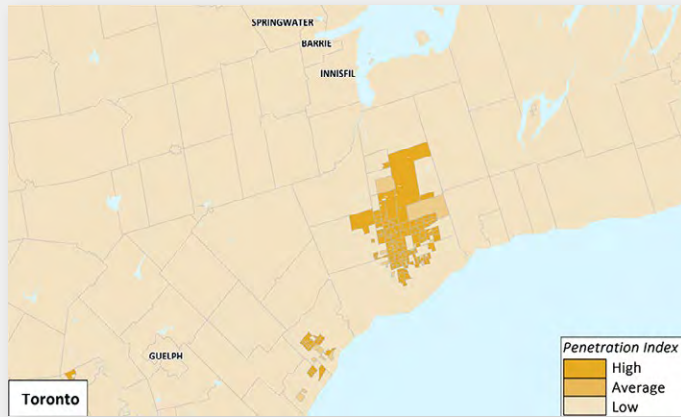 SPRINGWATER
BARRIE
INNISFIL
GUELPH
Toronto
Penetration Index
High
Average
Low